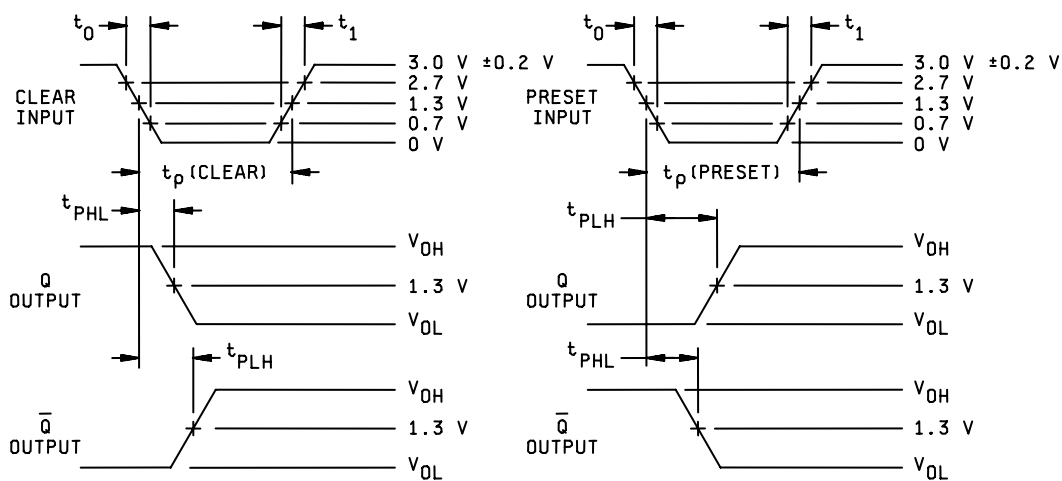 t0
t1
3.0 V ±0.2 V
2.7 V
CLEAR
INPUT
1.3 V
0.7 V
0 V
tp (CLEAR)
tPHL
VOH
Q
OUTPUT
1.3 V
VOL
tPLH
VOH
Q̅
OUTPUT
1.3 V
VOL
t0
t1
3.0 V ±0.2 V
2.7 V
PRESET
INPUT
1.3 V
0.7 V
0 V
tp (PRESET)
tPLH
VOH
Q
OUTPUT
1.3 V
VOL
tPHL
VOH
Q̅
OUTPUT
1.3 V
VOL